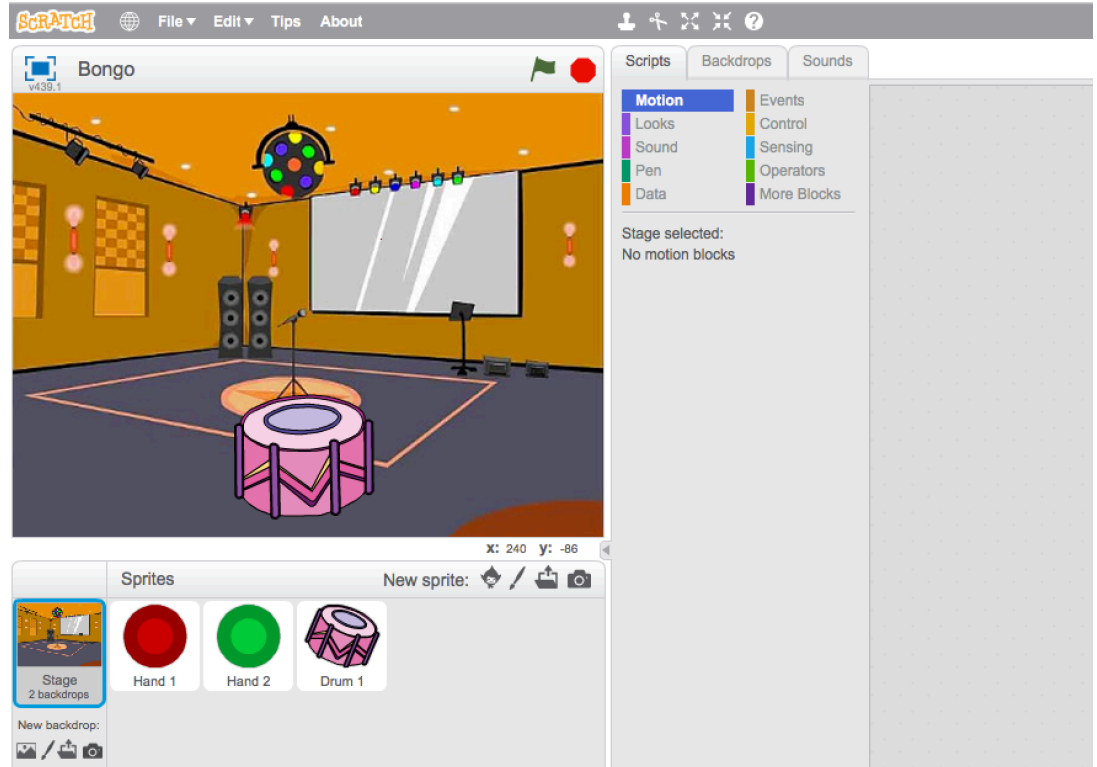 SCRATCH File Edit Tips About
Bongo
v439.1
x: 240 y: -86
Sprites New sprite:
Stage
2 backdrops
Hand 1 Hand 2 Drum 1
New backdrop:
Scripts Backdrops Sounds
Motion Events
Looks Control
Sound Sensing
Pen Operators
Data More Blocks
Stage selected:
No motion blocks